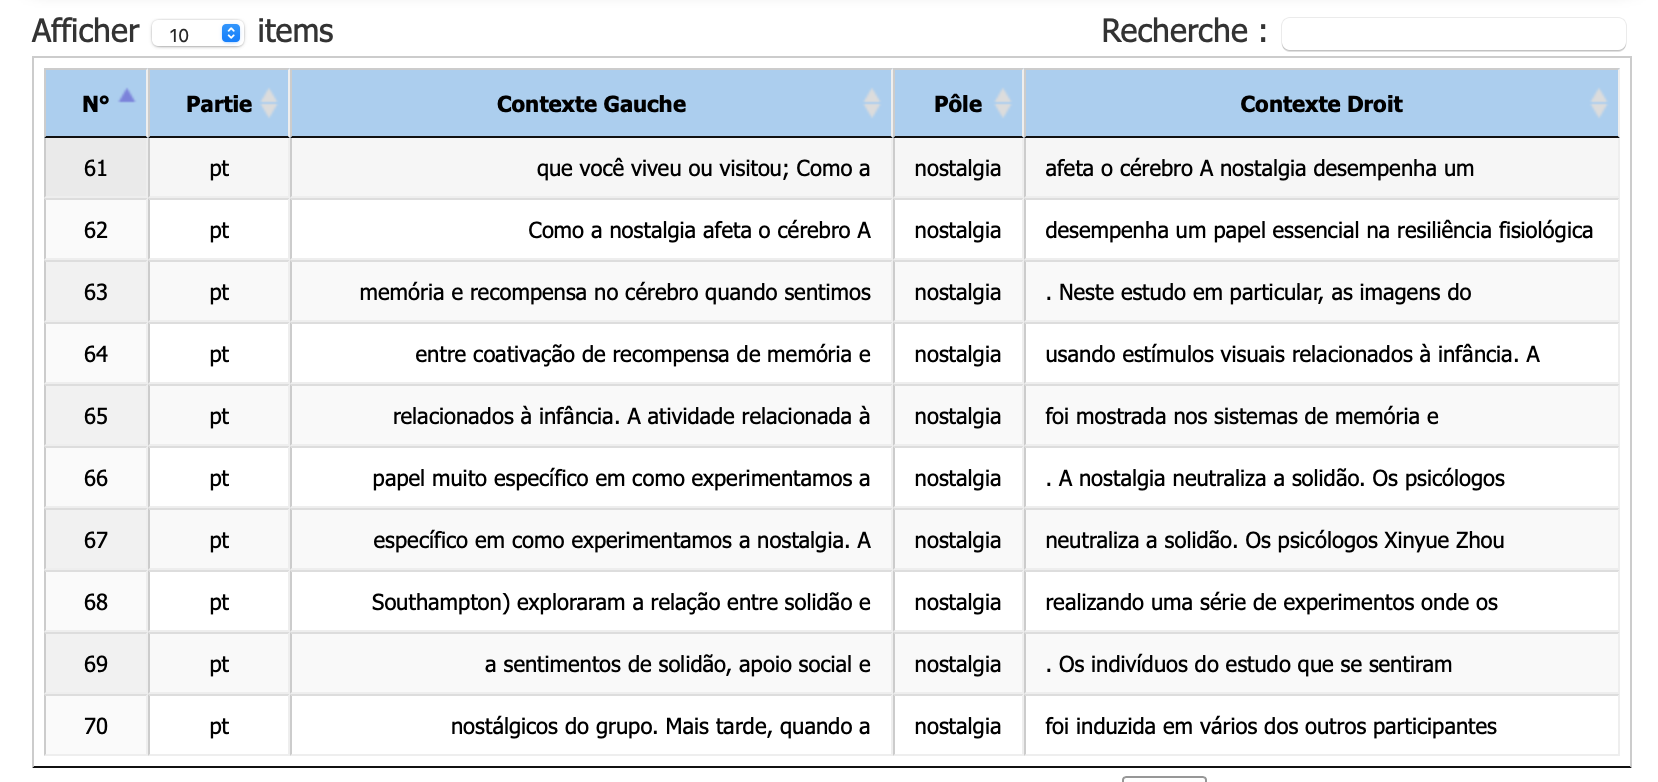 Afficher 10 items Recherche :
N° Partie Contexte Gauche Pôle Contexte Droit
61 pt que você viveu ou visitou; Como a nostalgia afeta o cérebro A nostalgia desempenha um
62 pt Como a nostalgia afeta o cérebro A nostalgia desempenha um papel essencial na resiliência fisiológica
63 pt memória e recompensa no cérebro quando sentimos nostalgia . Neste estudo em particular, as imagens do
64 pt entre coativação de recompensa de memória e nostalgia usando estímulos visuais relacionados à infância. A
65 pt relacionados à infância. A atividade relacionada à nostalgia foi mostrada nos sistemas de memória e
66 pt papel muito específico em como experimentamos a nostalgia . A nostalgia neutraliza a solidão. Os psicólogos
67 pt específico em como experimentamos a nostalgia. A nostalgia neutraliza a solidão. Os psicólogos Xinyue Zhou
68 pt Southampton) exploraram a relação entre solidão e nostalgia realizando uma série de experimentos onde os
69 pt a sentimentos de solidão, apoio social e nostalgia . Os indivíduos do estudo que se sentiram
70 pt nostálgicos do grupo. Mais tarde, quando a nostalgia foi induzida em vários dos outros participantes